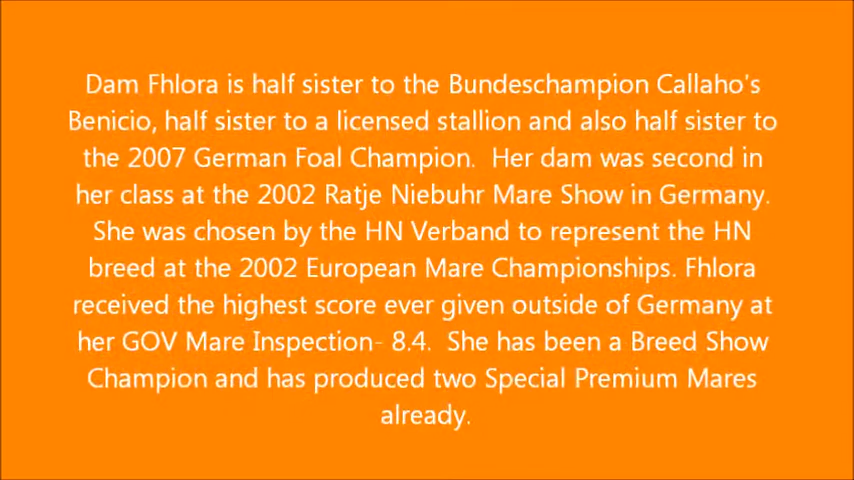 Dam Fhlora is half sister to the Bundeschampion Callaho's
Benicio, half sister to a licensed stallion and also half sister to
the 2007 German Foal Champion.  Her dam was second in
her class at the 2002 Ratje Niebuhr Mare Show in Germany.
She was chosen by the HN Verband to represent the HN
breed at the 2002 European Mare Championships. Fhlora
received the highest score ever given outside of Germany at
her GOV Mare Inspection- 8.4.  She has been a Breed Show
Champion and has produced two Special Premium Mares
already.